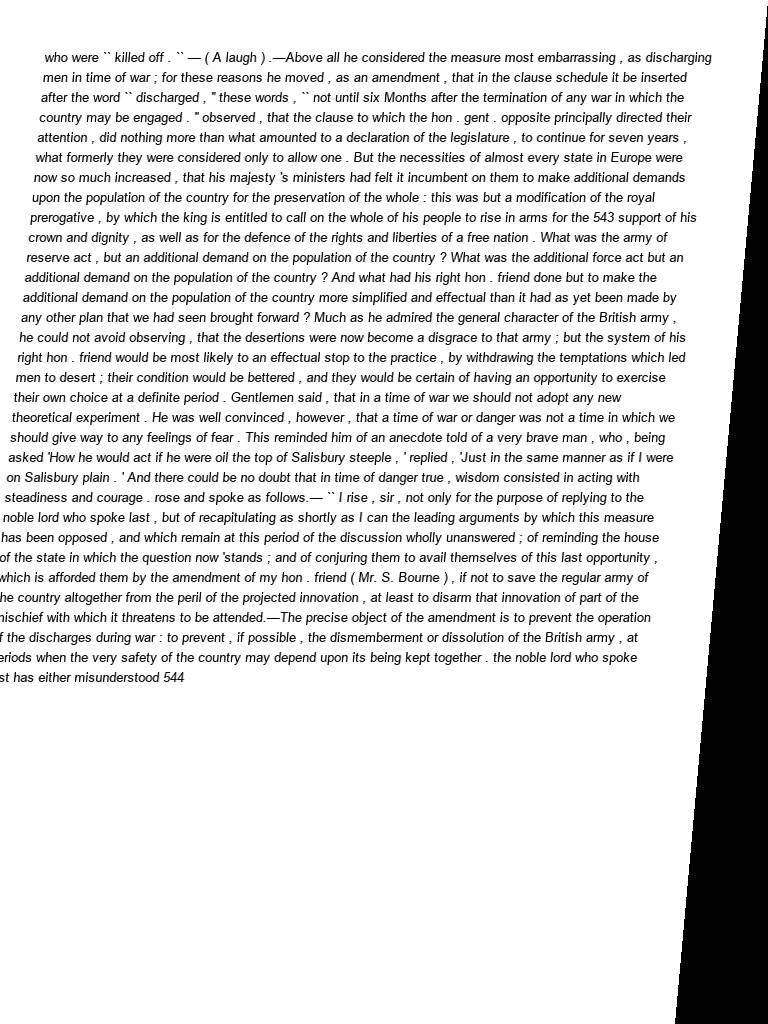 who were `` killed off . `` — ( A laugh ) .—Above all he considered the measure most embarrassing , as discharging
men in time of war ; for these reasons he moved , as an amendment , that in the clause schedule it be inserted
after the word `` discharged , '' these words , `` not until six Months after the termination of any war in which the
country may be engaged . '' observed , that the clause to which the hon . gent . opposite principally directed their
attention , did nothing more than what amounted to a declaration of the legislature , to continue for seven years ,
what formerly they were considered only to allow one . But the necessities of almost every state in Europe were
now so much increased , that his majesty 's ministers had felt it incumbent on them to make additional demands
upon the population of the country for the preservation of the whole : this was but a modification of the royal
prerogative , by which the king is entitled to call on the whole of his people to rise in arms for the 543 support of his
crown and dignity , as well as for the defence of the rights and liberties of a free nation . What was the army of
reserve act , but an additional demand on the population of the country ? What was the additional force act but an
additional demand on the population of the country ? And what had his right hon . friend done but to make the
additional demand on the population of the country more simplified and effectual than it had as yet been made by
any other plan that we had seen brought forward ? Much as he admired the general character of the British army ,
he could not avoid observing , that the desertions were now become a disgrace to that army ; but the system of his
right hon . friend would be most likely to an effectual stop to the practice , by withdrawing the temptations which led
men to desert ; their condition would be bettered , and they would be certain of having an opportunity to exercise
their own choice at a definite period . Gentlemen said , that in a time of war we should not adopt any new
theoretical experiment . He was well convinced , however , that a time of war or danger was not a time in which we
should give way to any feelings of fear . This reminded him of an anecdote told of a very brave man , who , being
asked 'How he would act if he were oil the top of Salisbury steeple , ' replied , 'Just in the same manner as if I were
on Salisbury plain . ' And there could be no doubt that in time of danger true , wisdom consisted in acting with
steadiness and courage . rose and spoke as follows.— `` I rise , sir , not only for the purpose of replying to the
noble lord who spoke last , but of recapitulating as shortly as I can the leading arguments by which this measure
has been opposed , and which remain at this period of the discussion wholly unanswered ; of reminding the house
of the state in which the question now 'stands ; and of conjuring them to avail themselves of this last opportunity ,
which is afforded them by the amendment of my hon . friend ( Mr. S. Bourne ) , if not to save the regular army of
he country altogether from the peril of the projected innovation , at least to disarm that innovation of part of the
mischief with which it threatens to be attended.—The precise object of the amendment is to prevent the operation
f the discharges during war : to prevent , if possible , the dismemberment or dissolution of the British army , at
eriods when the very safety of the country may depend upon its being kept together . the noble lord who spoke
st has either misunderstood 544